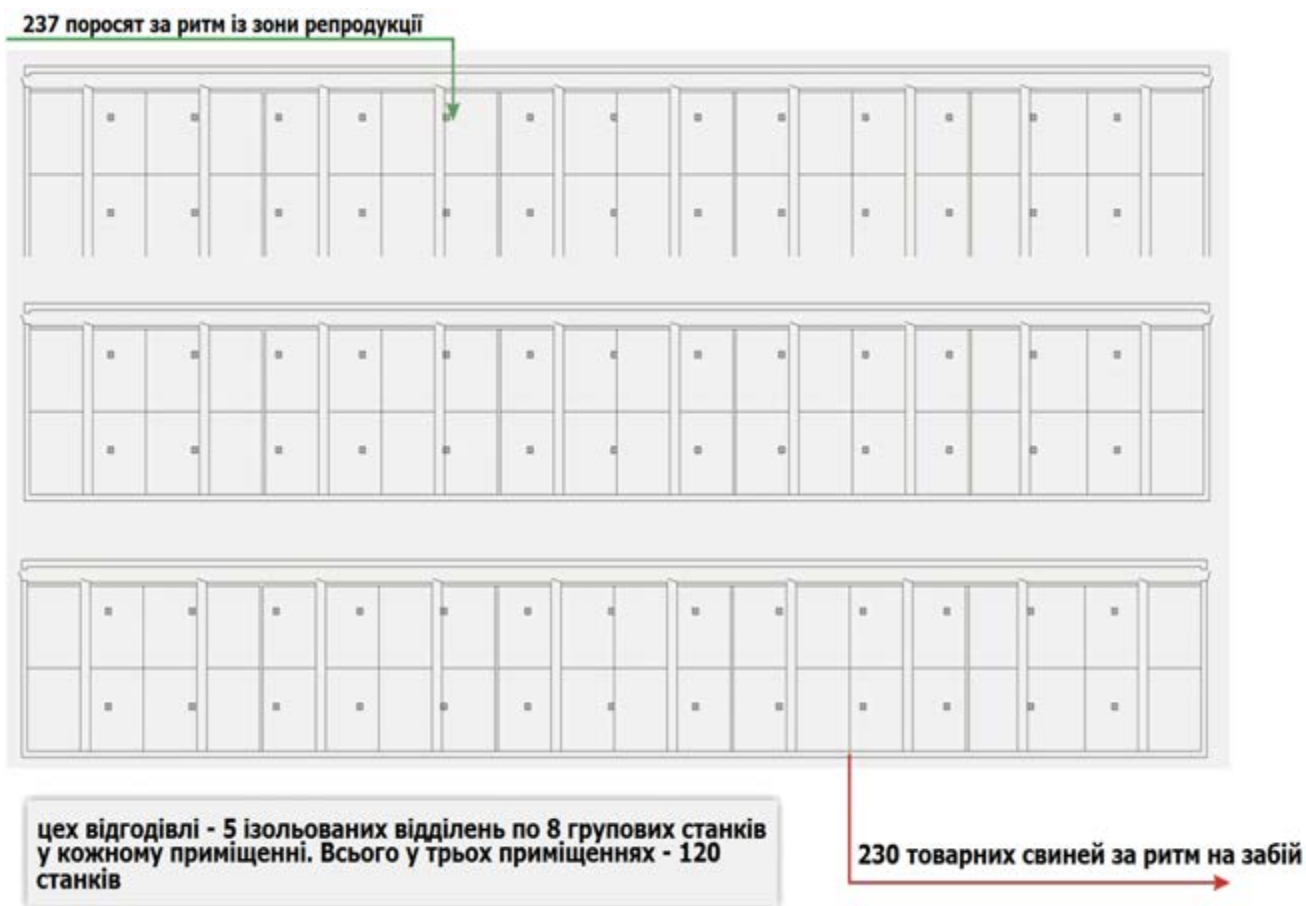 237 поросят за ритм із зони репродукції
цех відгодівлі - 5 ізольованих відділень по 8 групових станків
у кожному приміщенні. Всього у трьох приміщеннях - 120
станків
230 товарних свиней за ритм на забій